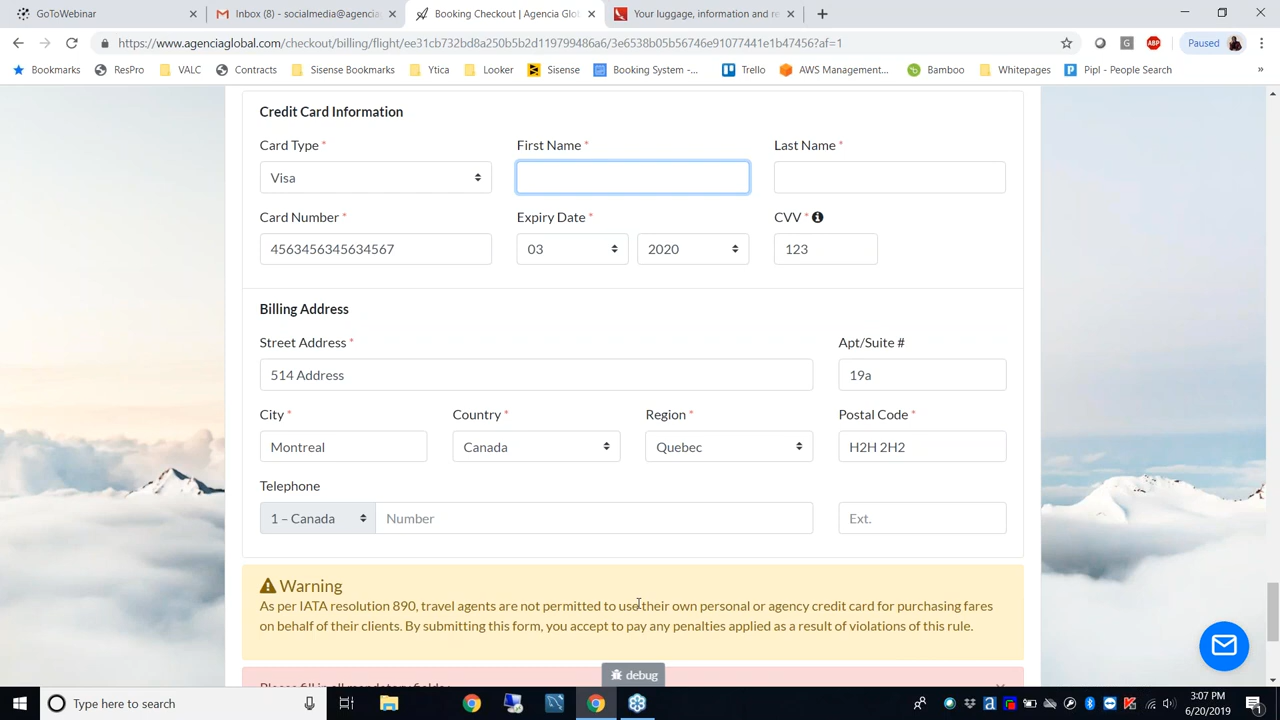 GoToWebinar
Inbox (8) - socialmedia@agencia
Booking Checkout | Agencia Glo
Your luggage, information and re
https://www.agenciaglobal.com/checkout/billing/flight/ee31cb732bd8a250b5b2d119799486a6/3e6538b05b56746e91077441e1b47456?af=1
Paused
Bookmarks ResPro VALC Contracts Sisense Bookmarks Ytica Looker Sisense Booking System -... Trello AWS Management... Bamboo Whitepages Pipl - People Search »
Credit Card Information
Card Type * First Name * Last Name *
Visa
Card Number * Expiry Date * CVV *
4563456345634567 03 2020 123
Billing Address
Street Address * Apt/Suite #
514 Address 19a
City * Country * Region * Postal Code *
Montreal Canada Quebec H2H 2H2
Telephone
1 – Canada Number Ext.
Warning
As per IATA resolution 890, travel agents are not permitted to use their own personal or agency credit card for purchasing fares
on behalf of their clients. By submitting this form, you accept to pay any penalties applied as a result of violations of this rule.
Please fill in all mandatory fields
debug
Type here to search
3:07 PM
6/20/2019